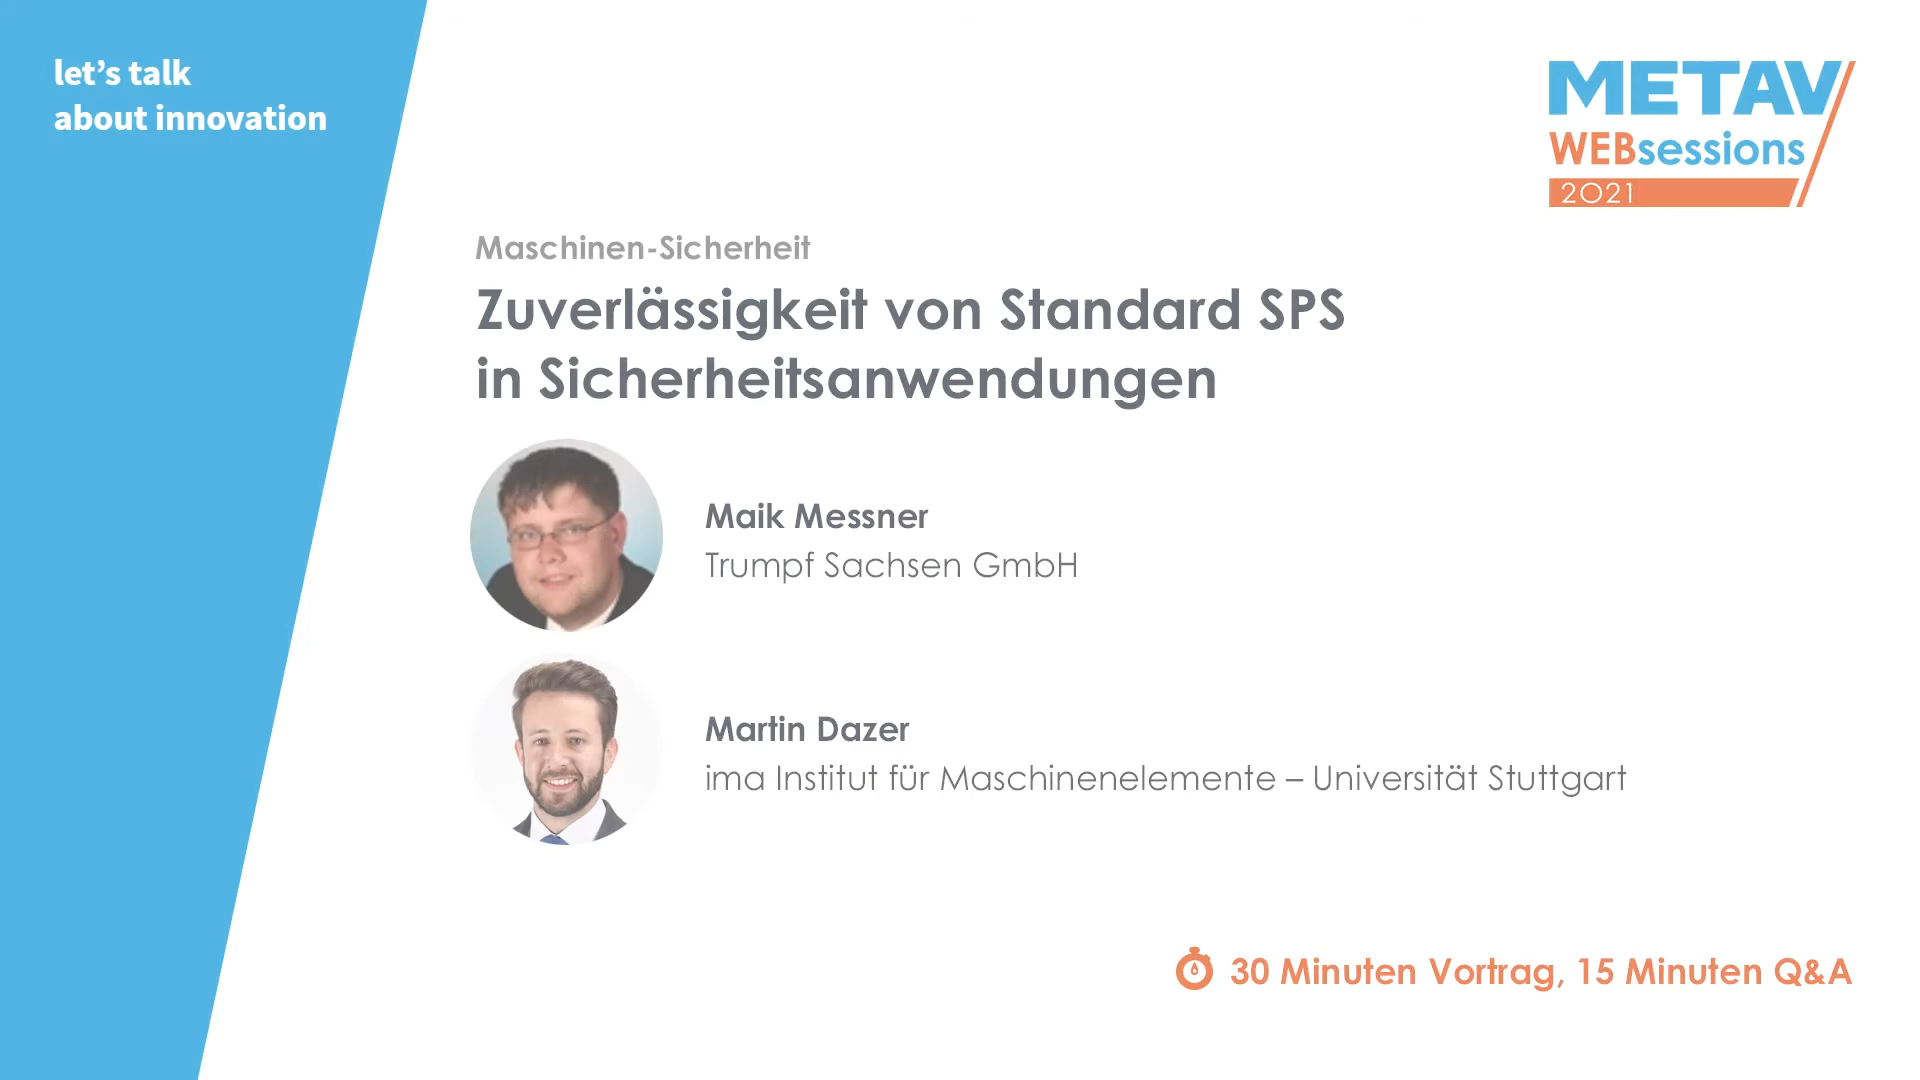 let's talk
about innovation
METAV
WEBsessions
2021
Maschinen-Sicherheit
Zuverlässigkeit von Standard SPS
in Sicherheitsanwendungen
Maik Messner
Trumpf Sachsen GmbH
Martin Dazer
ima Institut für Maschinenelemente – Universität Stuttgart
30 Minuten Vortrag, 15 Minuten Q&A